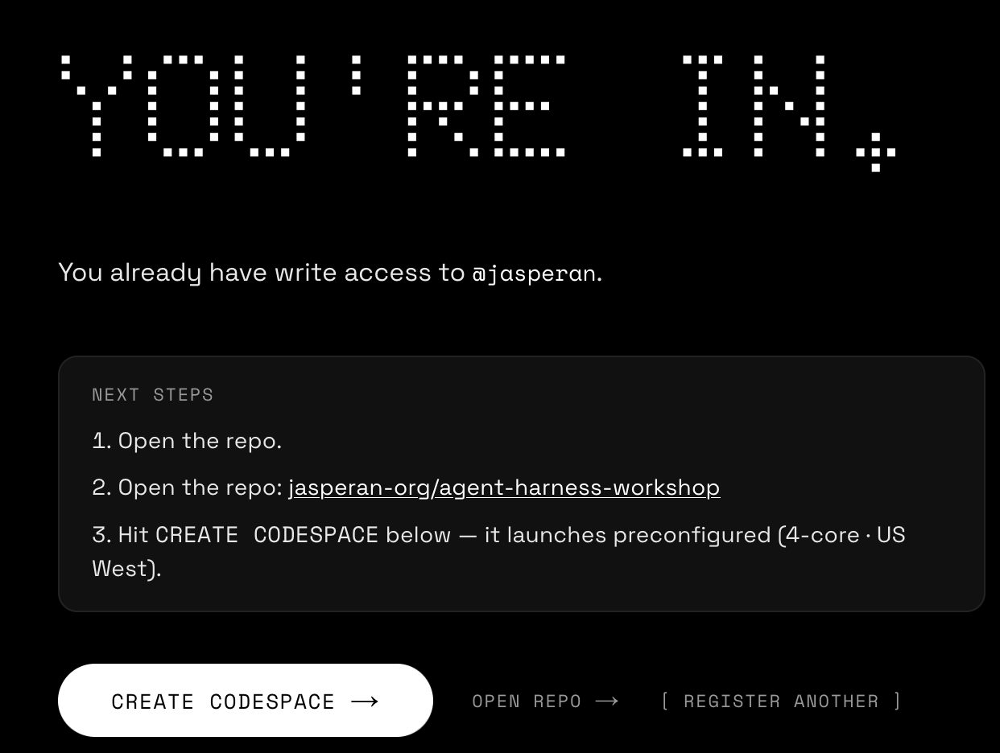 YOU'RE IN.
You already have write access to @jasperan.
NEXT STEPS
1. Open the repo.
2. Open the repo: jasperan-org/agent-harness-workshop
3. Hit CREATE CODESPACE below — it launches preconfigured (4-core · US
West).
CREATE CODESPACE →
OPEN REPO →
[ REGISTER ANOTHER ]